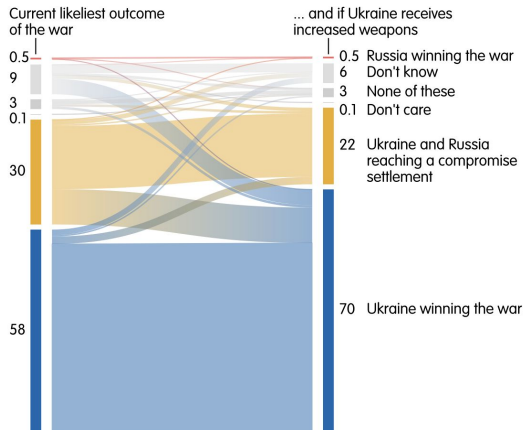 Current likeliest outcome
of the war
... and if Ukraine receives
increased weapons
0.5
9
3
0.1
30
58
0.5 Russia winning the war
6 Don't know
3 None of these
0.1 Don't care
22 Ukraine and Russia
reaching a compromise
settlement
70 Ukraine winning the war